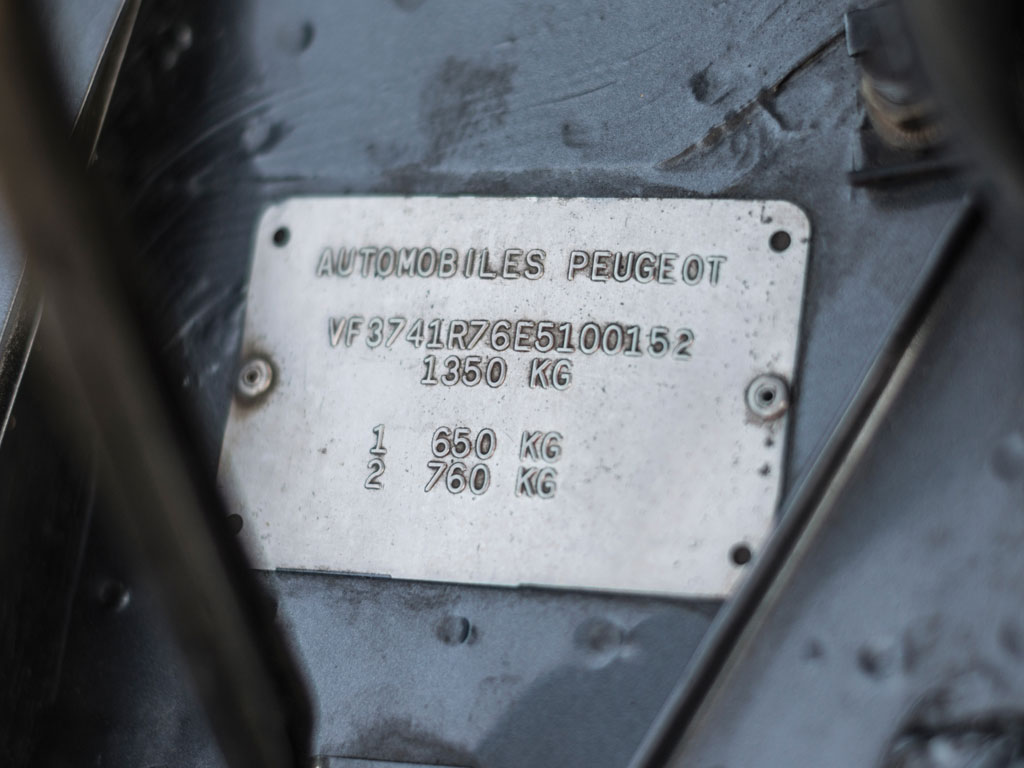 AUTOMOBILES PEUGEOT
VF3741R76E5100152
1350 KG
1 650 KG
2 760 KG